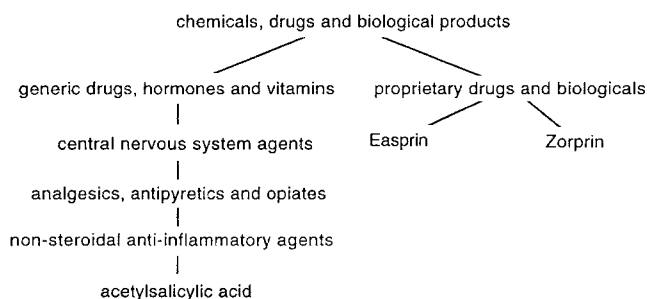 chemicals, drugs and biological products
generic drugs, hormones and vitamins
proprietary drugs and biologicals
central nervous system agents
Easprin
Zorprin
analgesics, antipyretics and opiates
non-steroidal anti-inflammatory agents
acetylsalicylic acid